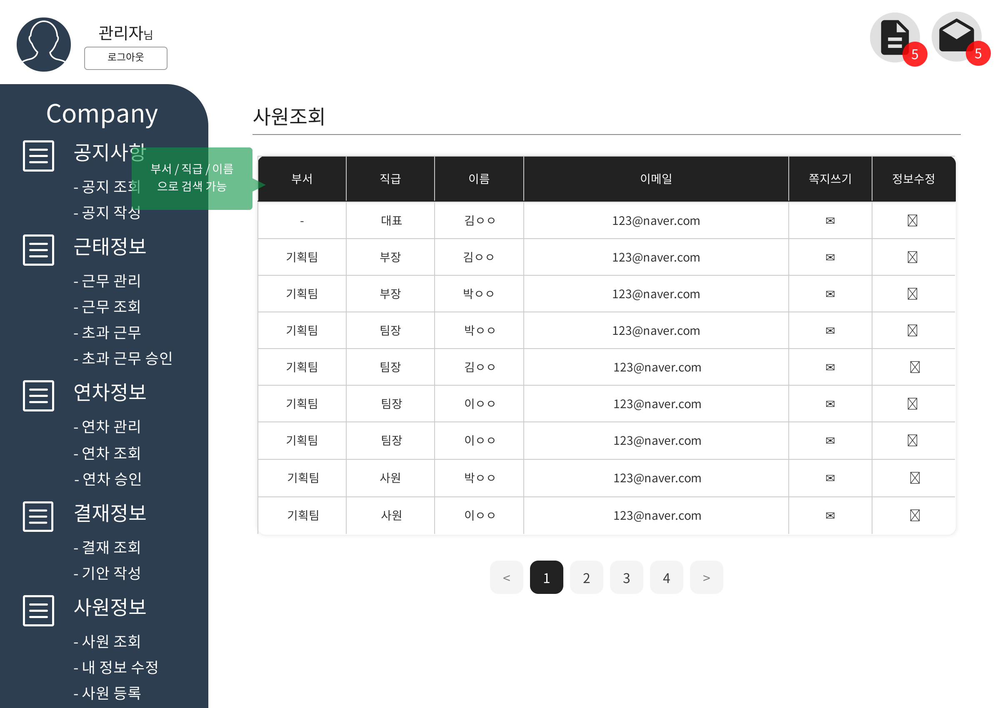 관리자님
로그아웃
5
5
Company
공지사항
- 공지 조회
- 공지 작성
근태정보
- 근무 관리
- 근무 조회
- 초과 근무
- 초과 근무 승인
연차정보
- 연차 관리
- 연차 조회
- 연차 승인
결재정보
- 결재 조회
- 기안 작성
사원정보
- 사원 조회
- 내 정보 수정
- 사원 등록
부서 / 직급 / 이름
으로 검색 가능
사원조회
부서 직급 이름 이메일 쪽지쓰기 정보수정
- 대표 김ㅇㅇ 123@naver.com ✉
기획팀 부장 김ㅇㅇ 123@naver.com ✉
기획팀 부장 박ㅇㅇ 123@naver.com ✉
기획팀 팀장 박ㅇㅇ 123@naver.com ✉
기획팀 팀장 김ㅇㅇ 123@naver.com ✉
기획팀 팀장 이ㅇㅇ 123@naver.com ✉
기획팀 팀장 이ㅇㅇ 123@naver.com ✉
기획팀 사원 박ㅇㅇ 123@naver.com ✉
기획팀 사원 이ㅇㅇ 123@naver.com ✉
< 1 2 3 4 >